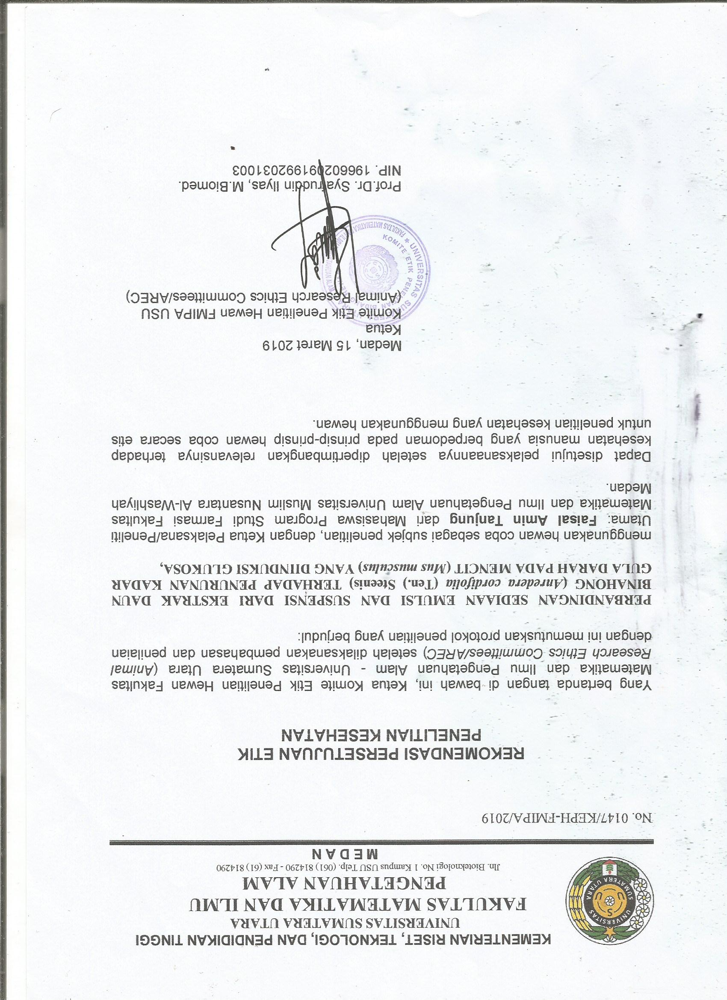 KEMENTERIAN RISET, TEKNOLOGI, DAN PENDIDIKAN TINGGI
UNIVERSITAS SUMATERA UTARA
FAKULTAS MATEMATIKA DAN ILMU
PENGETAHUAN ALAM
Jln. Bioteknologi No. 1 Kampus USU Telp. (061) 814290 - Fax (61) 814290
MEDAN
UNIVERSITAS
SUMATERA UTARA
No. 0147/KEPH-FMIPA/2019
REKOMENDASI PERSETUJUAN ETIK
PENELITIAN KESEHATAN
Yang bertanda tangan di bawah ini, Ketua Komite Etik Penelitian Hewan Fakultas
Matematika dan Ilmu Pengetahuan Alam - Universitas Sumatera Utara (Animal
Research Ethics Committees/AREC) setelah dilaksanakan pembahasan dan penilaian
dengan ini memutuskan protokol penelitian yang berjudul:
PERBANDINGAN SEDIAAN EMULSI DAN SUSPENSI DARI EKSTRAK DAUN
BINAHONG (Anredera cordifolia (Ten.) Steenis) TERHADAP PENURUNAN KADAR
GULA DARAH PADA MENCIT (Mus musculus) YANG DIINDUKSI GLUKOSA,
menggunakan hewan coba sebagai subjek penelitian, dengan Ketua Pelaksana/Peneliti
Utama: Faisal Amin Tanjung dari Mahasiswa Program Studi Farmasi Fakultas
Matematika dan Ilmu Pengetahuan Alam Universitas Muslim Nusantara Al-Washliyah
Medan.
Dapat disetujui pelaksanaannya setelah dipertimbangkan relevansinya terhadap
kesehatan manusia yang berpedoman pada prinsip-prinsip hewan coba secara etis
untuk penelitian kesehatan yang menggunakan hewan.
Medan, 15 Maret 2019
Ketua
Komite Etik Penelitian Hewan FMIPA USU
(Animal Research Ethics Committees/AREC)
UNIVERSITAS SUMATERA UTARA
KOMITE ETIK PENELITIAN BIDANG
FAKULTAS MATEMATIKA
Prof.Dr. Syafruddin Ilyas, M.Biomed.
NIP. 196602091992031003